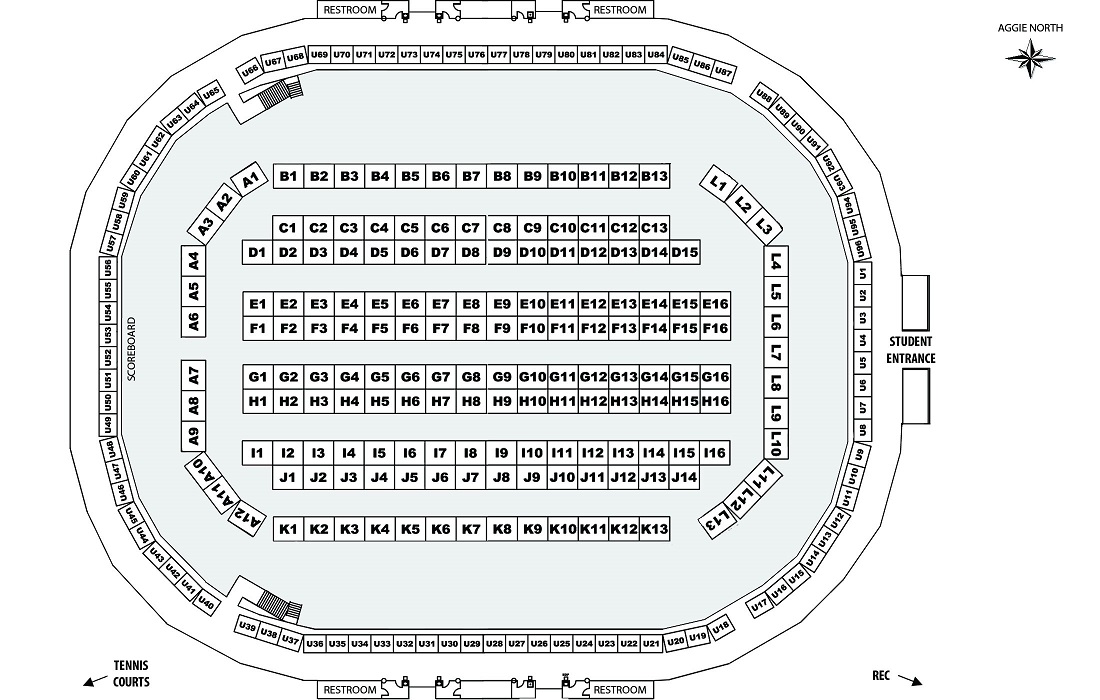 RESTROOM RESTROOM
AGGIE NORTH
U69 U70 U71 U72 U73 U74 U75 U76 U77 U78 U79 U80 U81 U82 U83 U84
U66 U67 U68
U85 U86 U87
U65
U64
U63
U62
U61
U60
U59
U58
U57
U88
U89
U90
U91
U92
U93
U94
U95
U96
A1
A2
A3
B1 B2 B3 B4 B5 B6 B7 B8 B9 B10 B11 B12 B13
L1
L2
L3
C1 C2 C3 C4 C5 C6 C7 C8 C9 C10 C11 C12 C13
D1 D2 D3 D4 D5 D6 D7 D8 D9 D10 D11 D12 D13 D14 D15
U56
U55
U54
U53
U52
U51
U50
U49
SCOREBOARD
A4
A5
A6
E1 E2 E3 E4 E5 E6 E7 E8 E9 E10 E11 E12 E13 E14 E15 E16
F1 F2 F3 F4 F5 F6 F7 F8 F9 F10 F11 F12 F13 F14 F15 F16
L4
L5
L6
L7
L8
L9
L10
U1
U2
U3
U4
U5
U6
U7
U8
STUDENT
ENTRANCE
A7
A8
A9
G1 G2 G3 G4 G5 G6 G7 G8 G9 G10 G11 G12 G13 G14 G15 G16
H1 H2 H3 H4 H5 H6 H7 H8 H9 H10 H11 H12 H13 H14 H15 H16
I1 I2 I3 I4 I5 I6 I7 I8 I9 I10 I11 I12 I13 I14 I15 I16
J1 J2 J3 J4 J5 J6 J7 J8 J9 J10 J11 J12 J13 J14
A10
A11
A12
K1 K2 K3 K4 K5 K6 K7 K8 K9 K10 K11 K12 K13
L11
L12
L13
U48
U47
U46
U45
U44
U43
U42
U41
U40
U9
U10
U11
U12
U13
U14
U15
U16
U17
U39 U38 U37
U36 U35 U34 U33 U32 U31 U30 U29 U28 U27 U26 U25 U24 U23 U22 U21
U20 U19 U18
TENNIS
COURTS
REC
RESTROOM RESTROOM